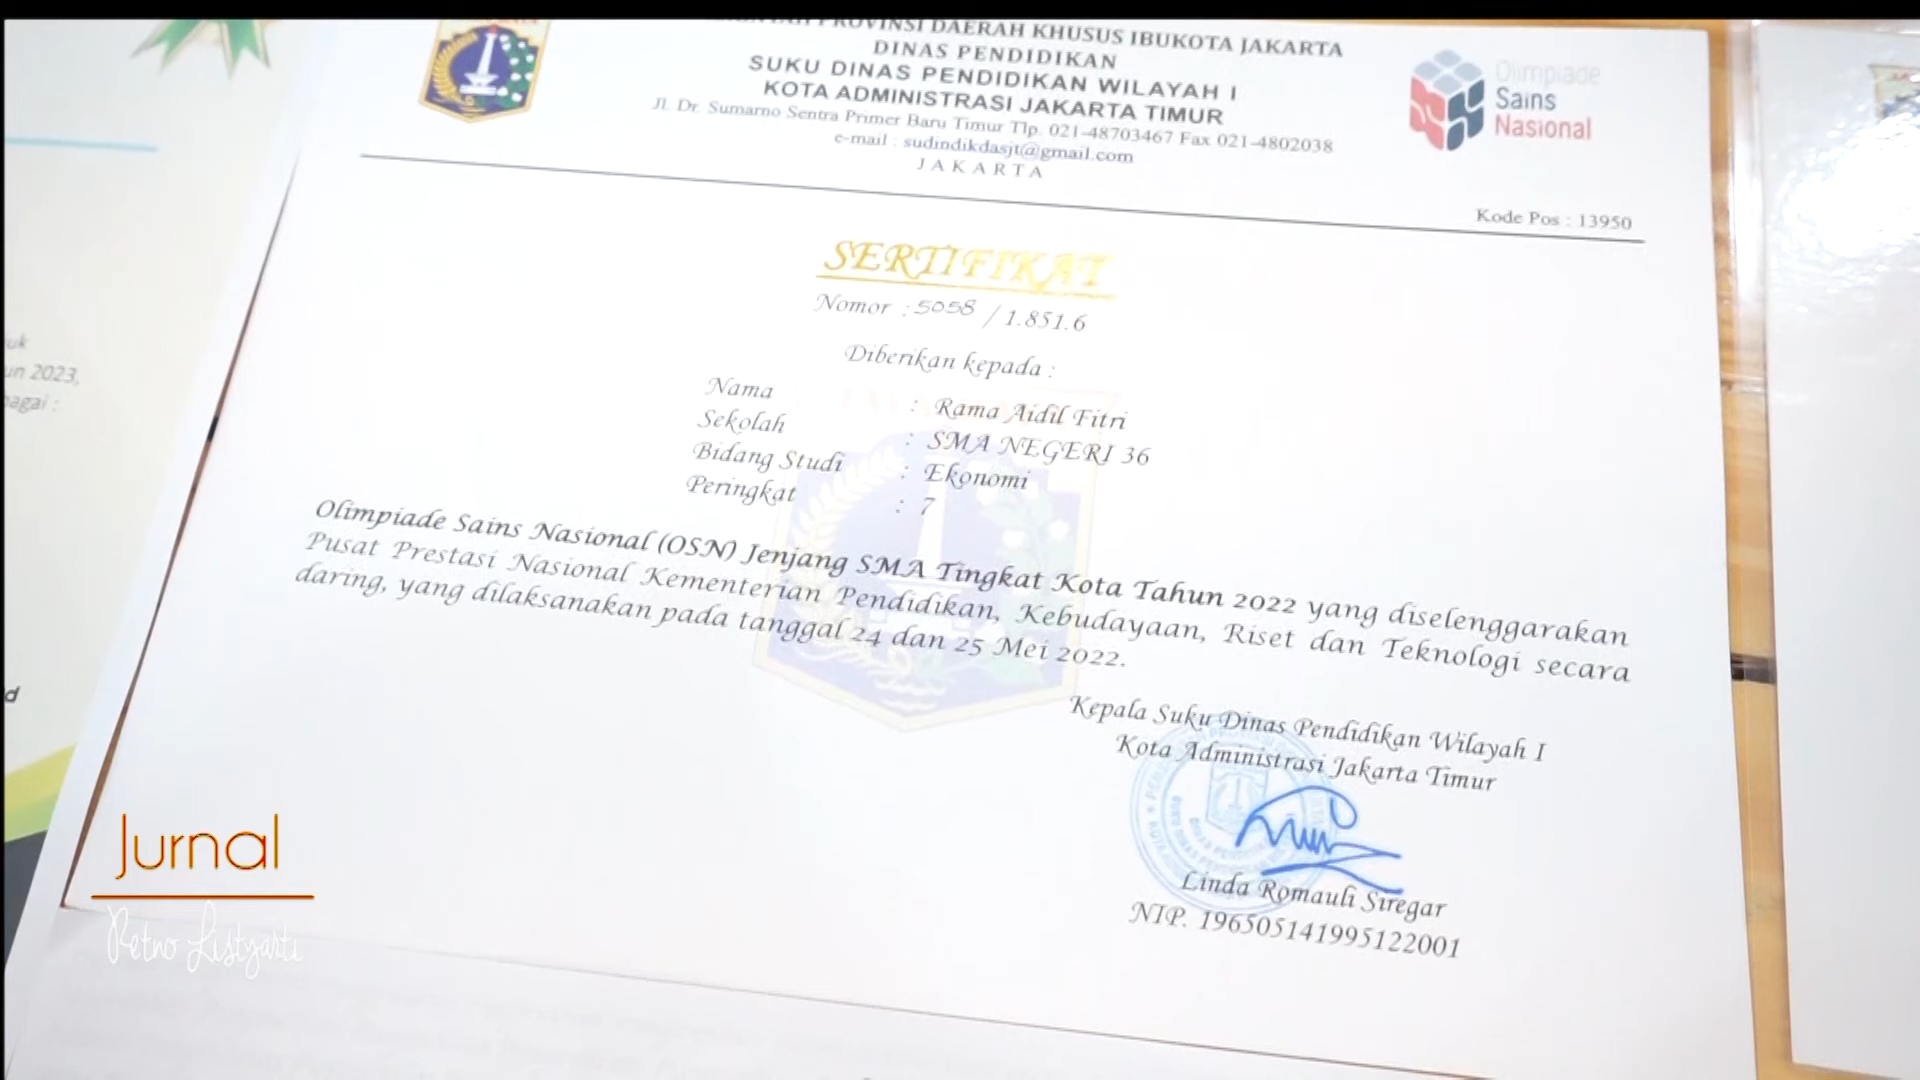 PROVINSI DAERAH KHUSUS IBUKOTA JAKARTA
DINAS PENDIDIKAN
SUKU DINAS PENDIDIKAN WILAYAH I
KOTA ADMINISTRASI JAKARTA TIMUR
Jl. Dr. Sumarno Sentra Primer Baru Timur Tlp. 021-48703467 Fax 021-4802038
e-mail : sudindikdasjt@gmail.com
JAKARTA
Olimpiade
Sains
Nasional
Kode Pos : 13950
SERTIFIKAT
Nomor : 5058 / 1.851.6
Diberikan kepada :
Nama : Rama Aidil Fitri
Sekolah : SMA NEGERI 36
Bidang Studi : Ekonomi
Peringkat : 7
Olimpiade Sains Nasional (OSN) Jenjang SMA Tingkat Kota Tahun 2022 yang diselenggarakan
Pusat Prestasi Nasional Kementerian Pendidikan, Kebudayaan, Riset dan Teknologi secara
daring, yang dilaksanakan pada tanggal 24 dan 25 Mei 2022.
Kepala Suku Dinas Pendidikan Wilayah I
Kota Administrasi Jakarta Timur
Linda Romauli Siregar
NIP. 196505141995122001
un 2023,
bagai :
Jurnal
Retno Listyarti